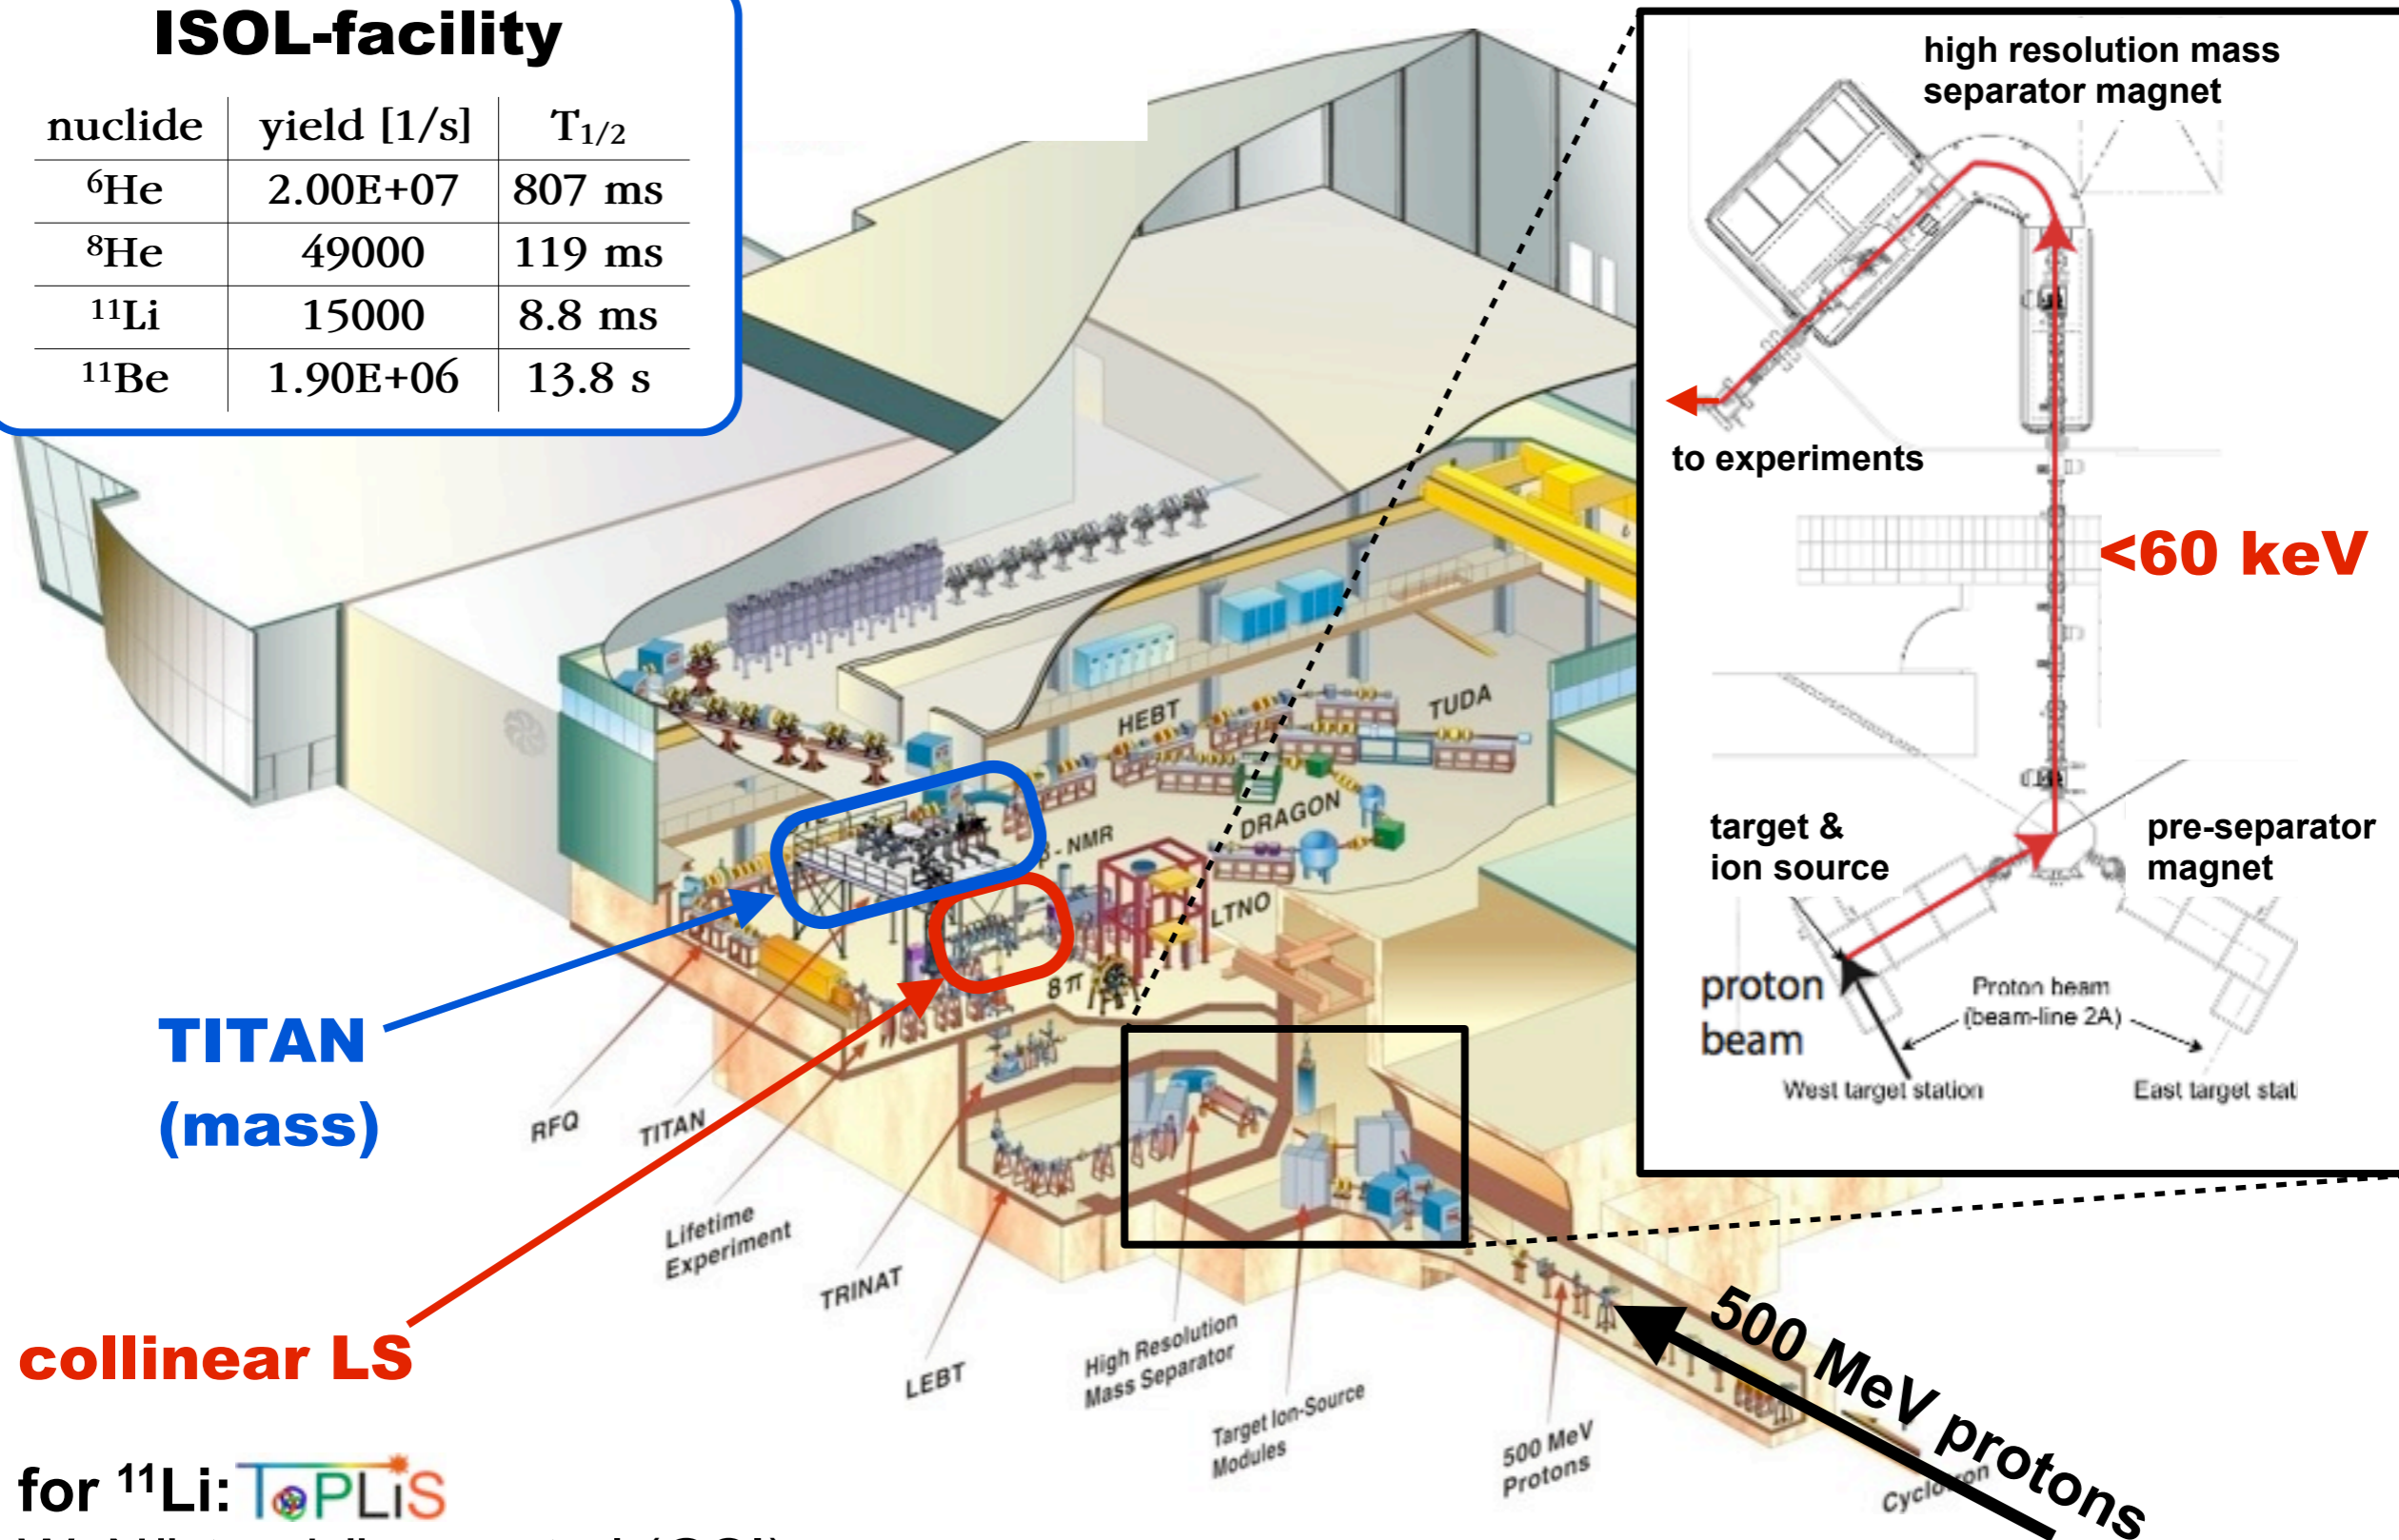 ISOL-facility
nuclide yield [1/s] T1/2
⁶He 2.00E+07 807 ms
⁸He 49000 119 ms
¹¹Li 15000 8.8 ms
¹¹Be 1.90E+06 13.8 s
high resolution mass
separator magnet
to experiments
<60 keV
target &
ion source
pre-separator
magnet
proton
beam
Proton beam
(beam-line 2A)
West target station
East target stati
HEBT
TUDA
DRAGON
β-NMR
LTNO
8π
TITAN
(mass)
RFQ
TITAN
Lifetime
Experiment
TRINAT
LEBT
High Resolution
Mass Separator
Target Ion-Source
Modules
500 MeV
Protons
500 MeV protons
collinear LS
for ¹¹Li: ToPLiS